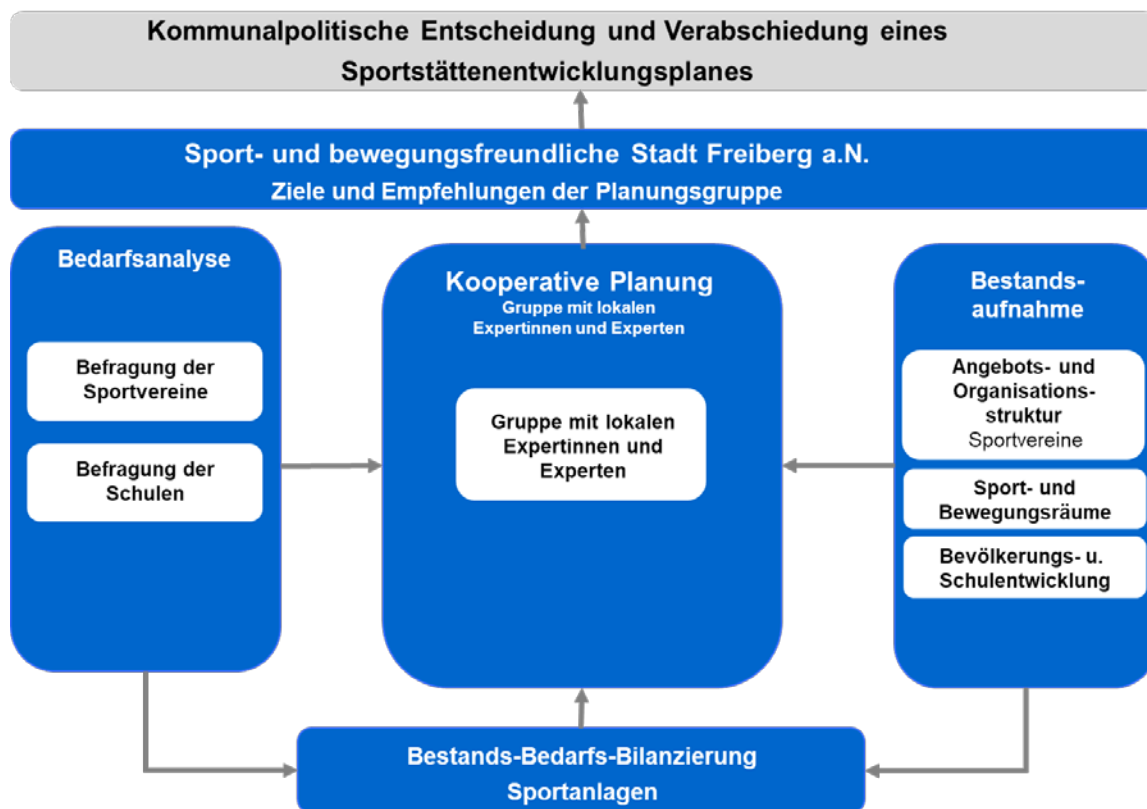 Kommunalpolitische Entscheidung und Verabschiedung eines
Sportstättenentwicklungsplanes
Sport- und bewegungsfreundliche Stadt Freiberg a.N.
Ziele und Empfehlungen der Planungsgruppe
Bedarfsanalyse
Befragung der
Sportvereine
Befragung der
Schulen
Kooperative Planung
Gruppe mit lokalen
Expertinnen und Experten
Gruppe mit lokalen
Expertinnen und
Experten
Bestands-
aufnahme
Angebots- und
Organisations-
struktur
Sportvereine
Sport- und
Bewegungsräume
Bevölkerungs- u.
Schulentwicklung
Bestands-Bedarfs-Bilanzierung
Sportanlagen